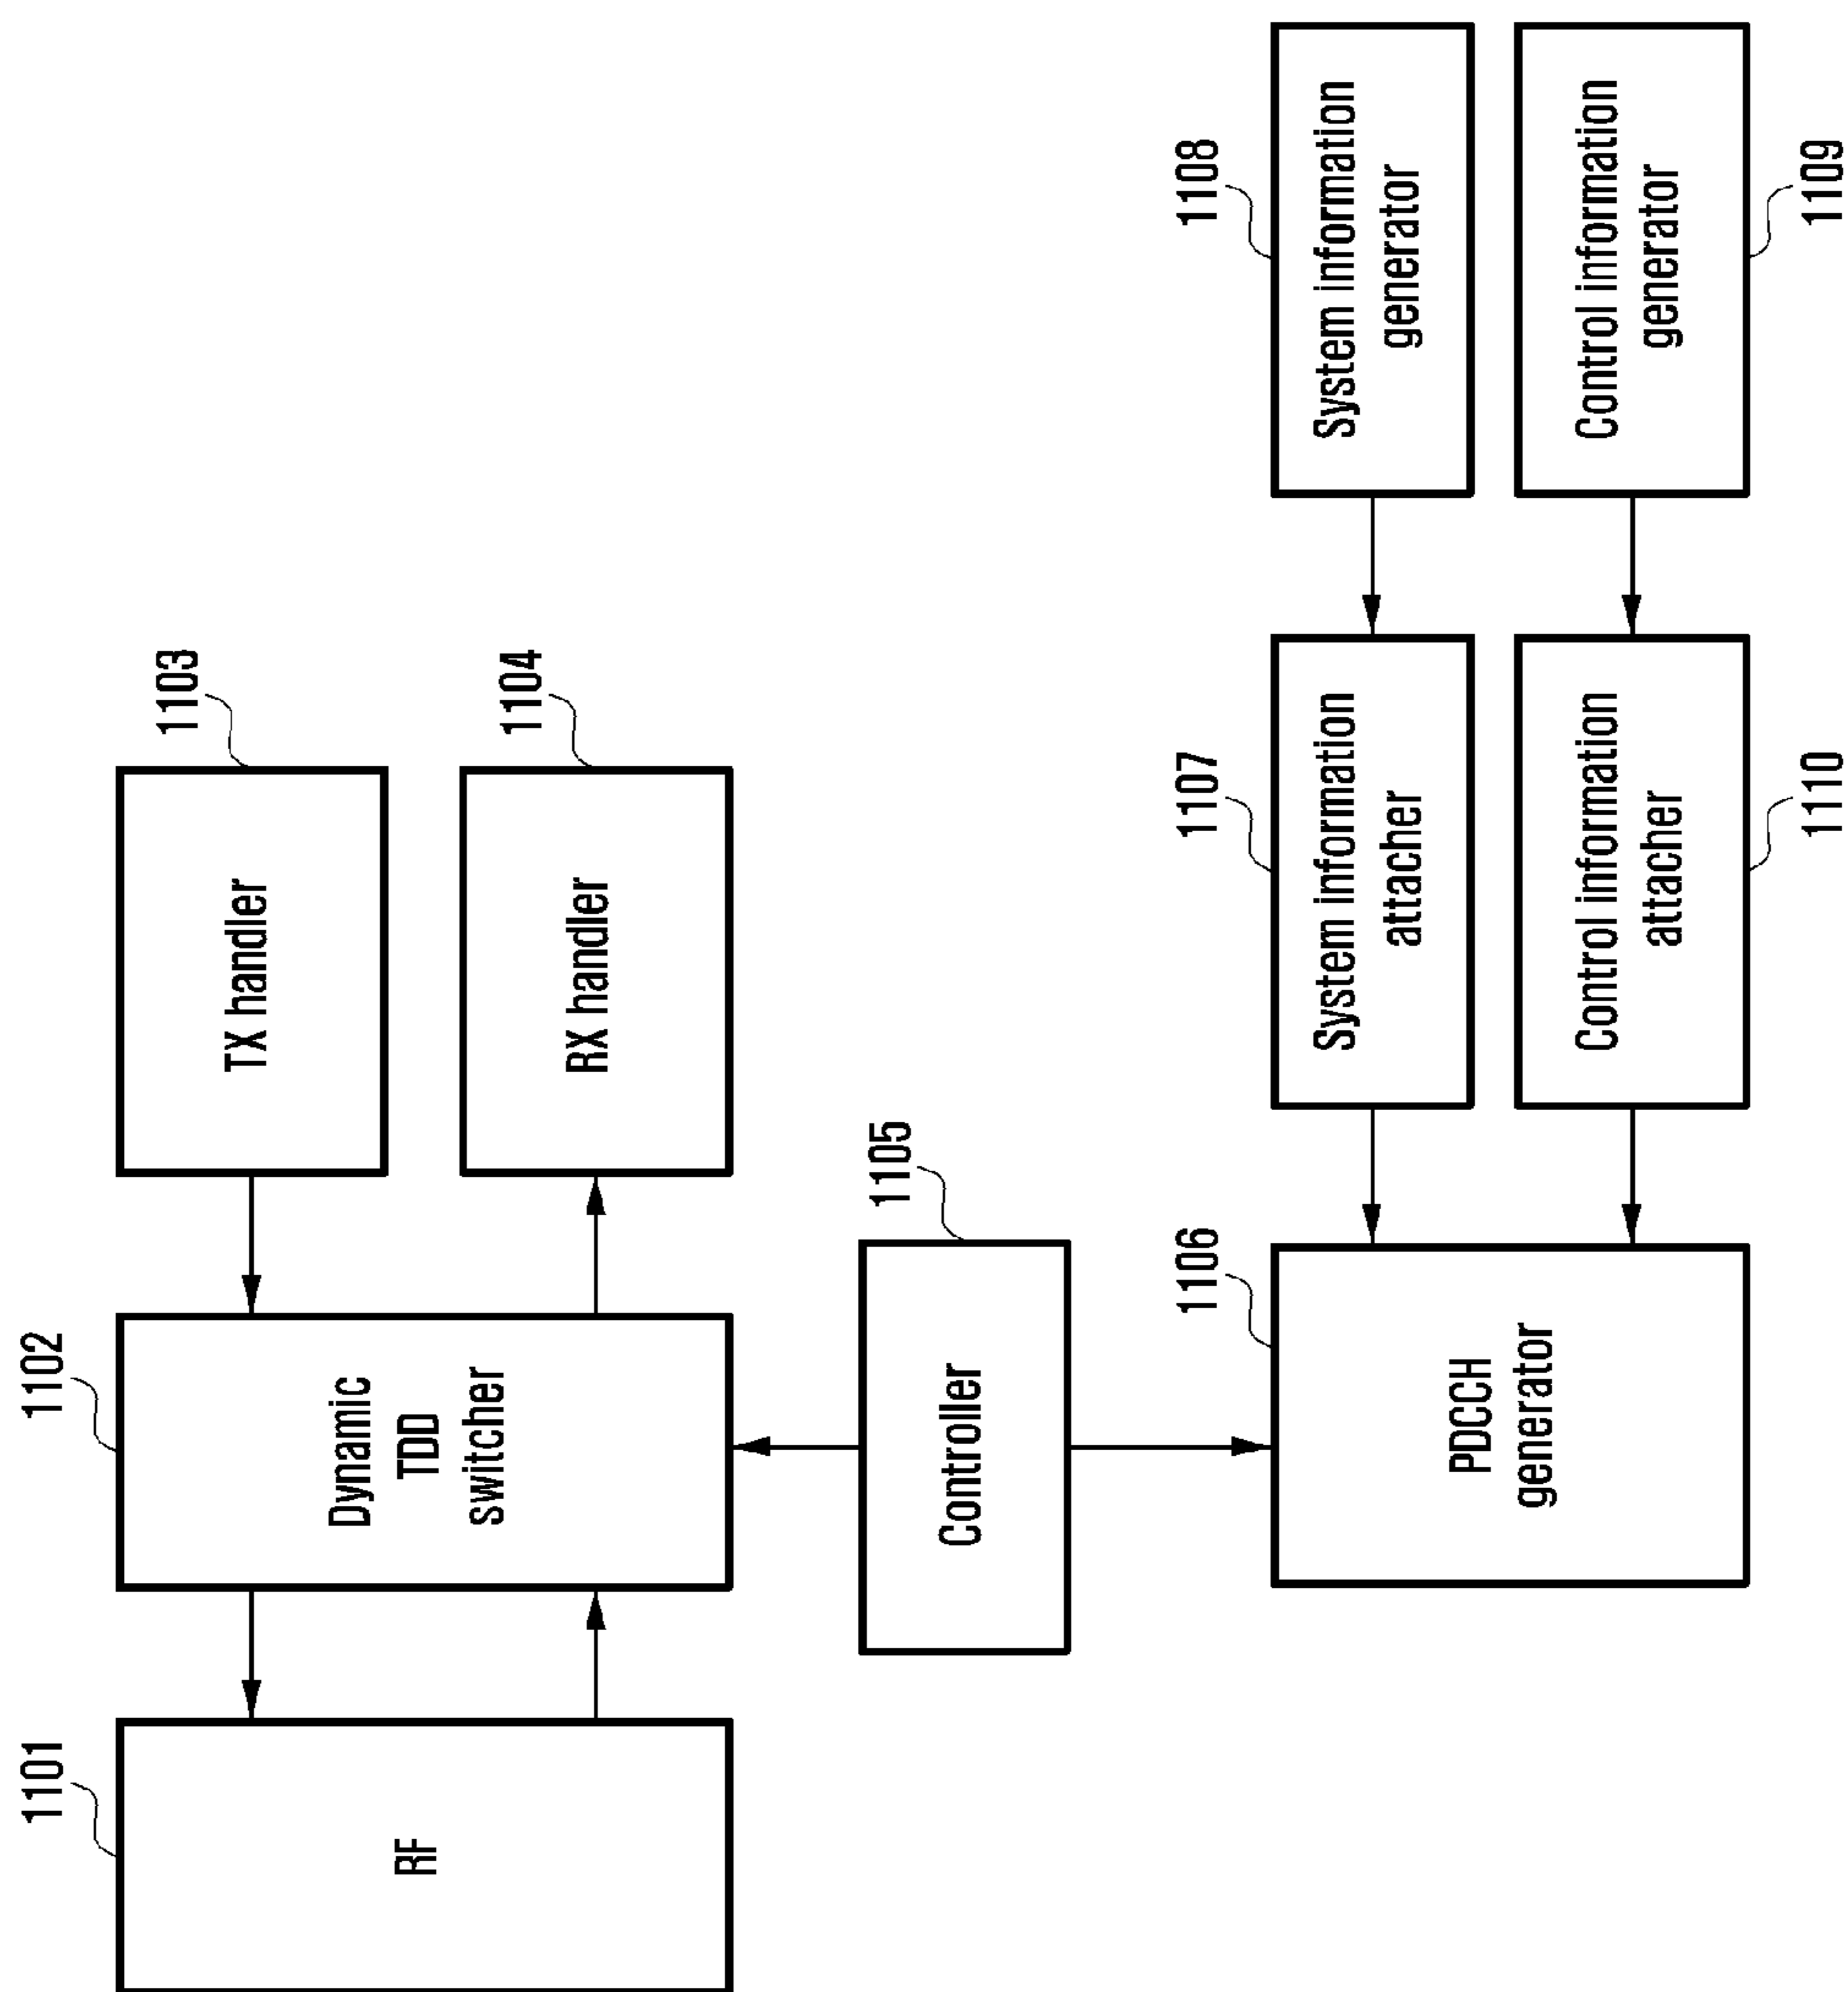 1101
RF
1102
Dynamic
TDD
switcher
1103
TX handler
1104
RX handler
1105
Controller
1106
PDCCH
generator
1107
System information
attacher
1108
System information
generator
1110
Control information
attacher
1109
Control information
generator